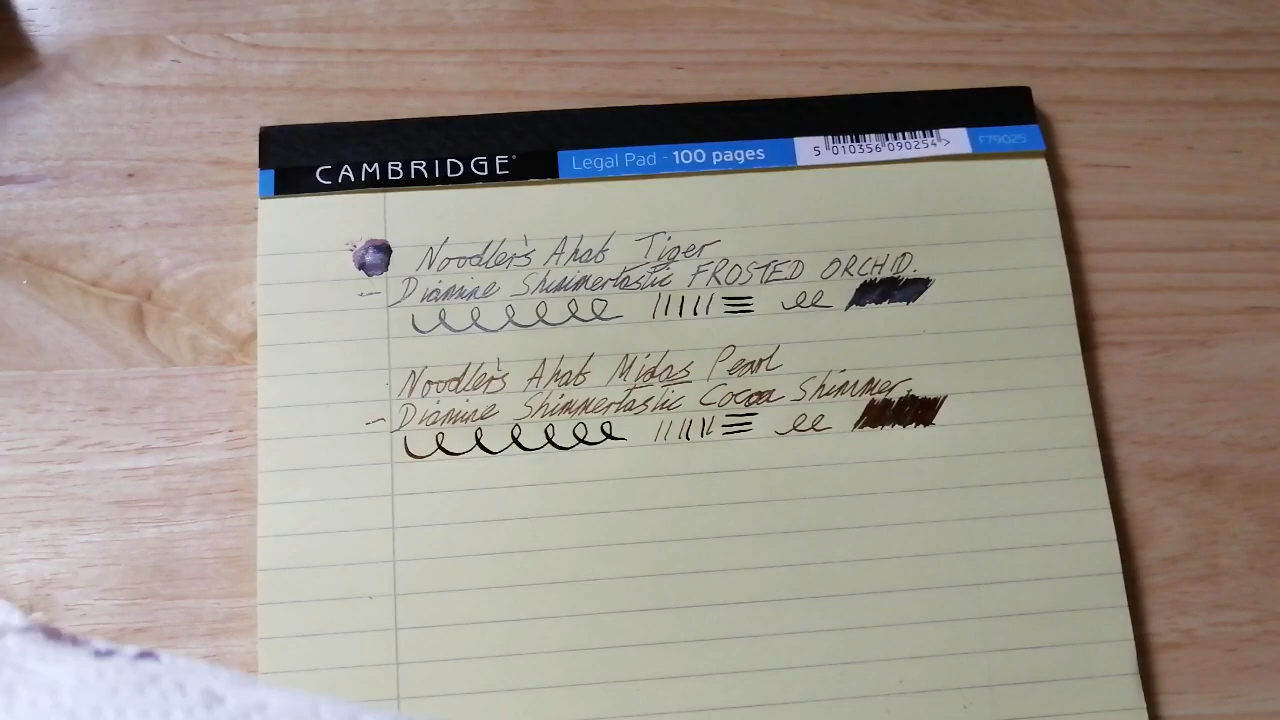 CAMBRIDGE
Legal Pad - 100 pages
5 010356 090254 >
F79025
Noodler's Ahab Tiger
- Diamine Shimmertastic FROSTED ORCHID.
Noodler's Ahab Midas Pearl
- Diamine Shimmertastic Cocoa Shimmer.